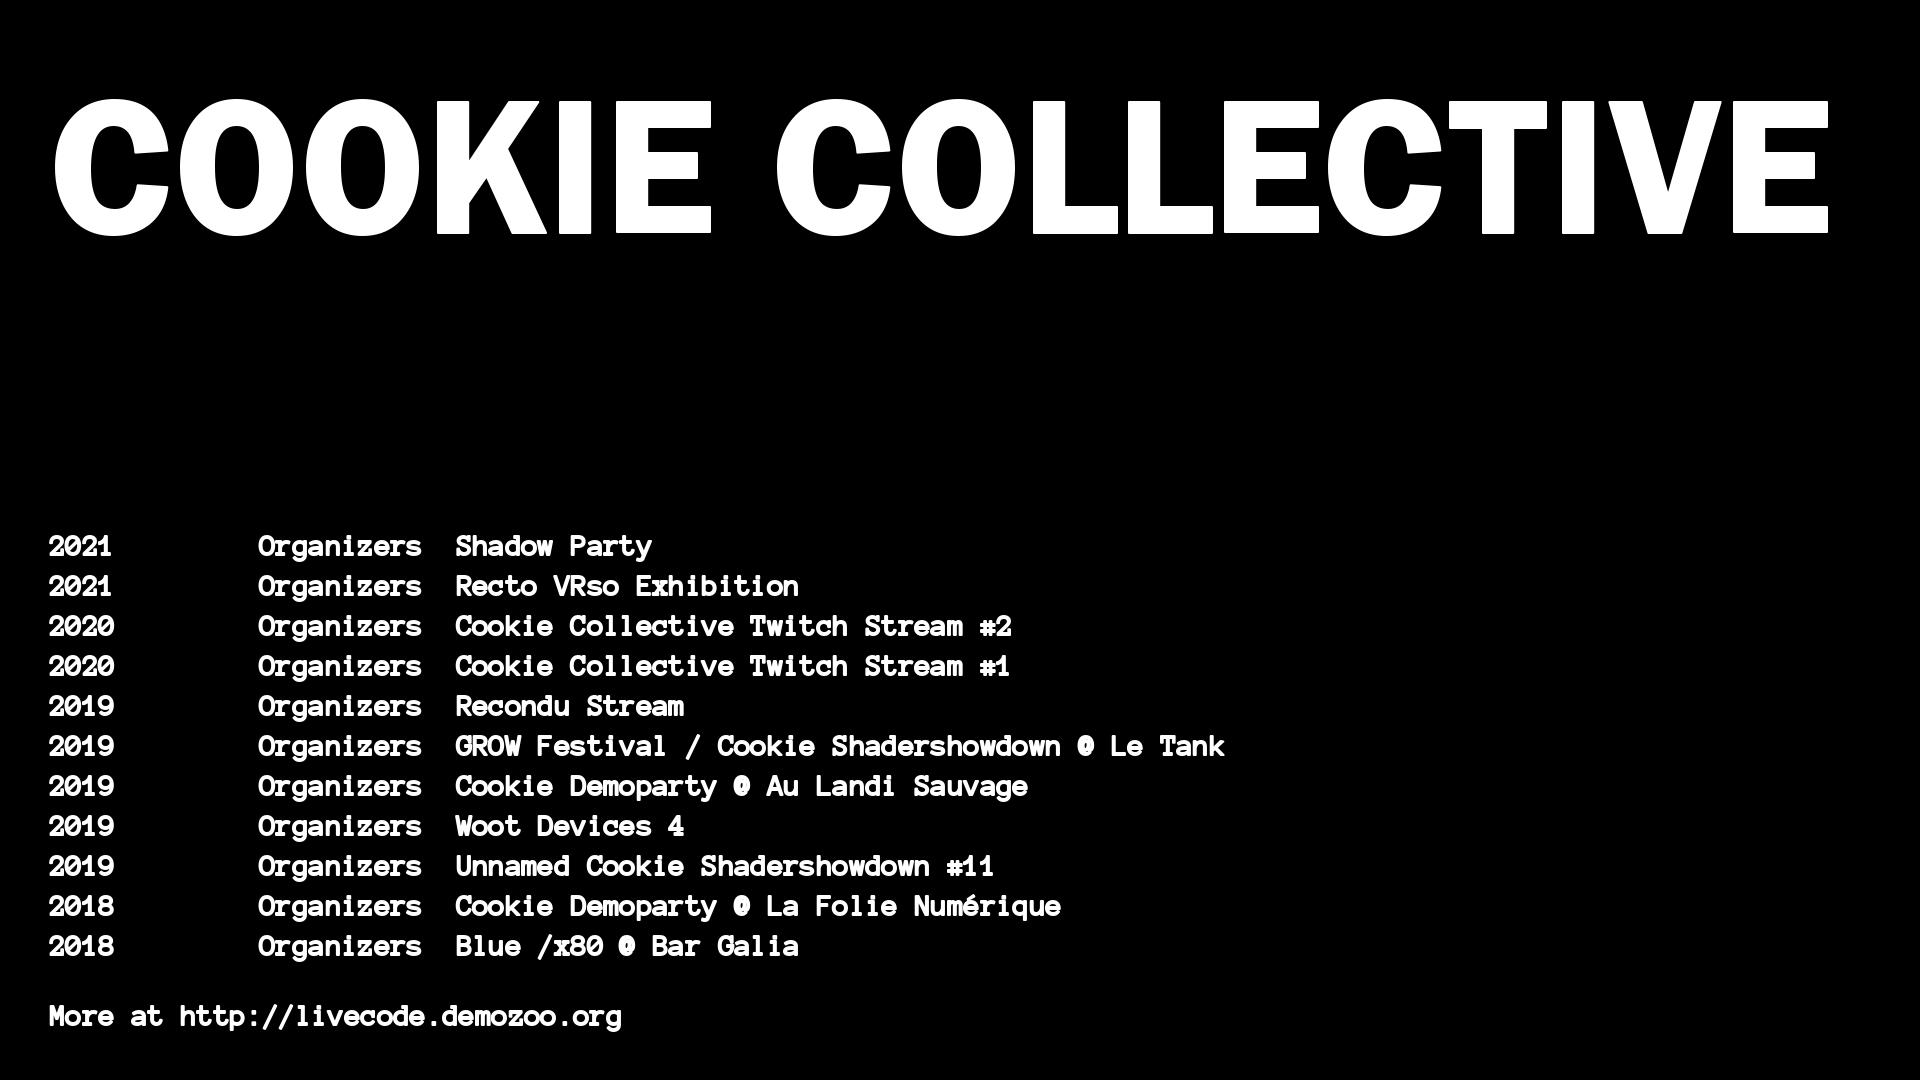 COOKIE COLLECTIVE
2021 Organizers Shadow Party
2021 Organizers Recto VRso Exhibition
2020 Organizers Cookie Collective Twitch Stream #2
2020 Organizers Cookie Collective Twitch Stream #1
2019 Organizers Recondu Stream
2019 Organizers GROW Festival / Cookie Shadershowdown @ Le Tank
2019 Organizers Cookie Demoparty @ Au Landi Sauvage
2019 Organizers Woot Devices 4
2019 Organizers Unnamed Cookie Shadershowdown #11
2018 Organizers Cookie Demoparty @ La Folie Numérique
2018 Organizers Blue /x80 @ Bar Galia
More at http://livecode.demozoo.org